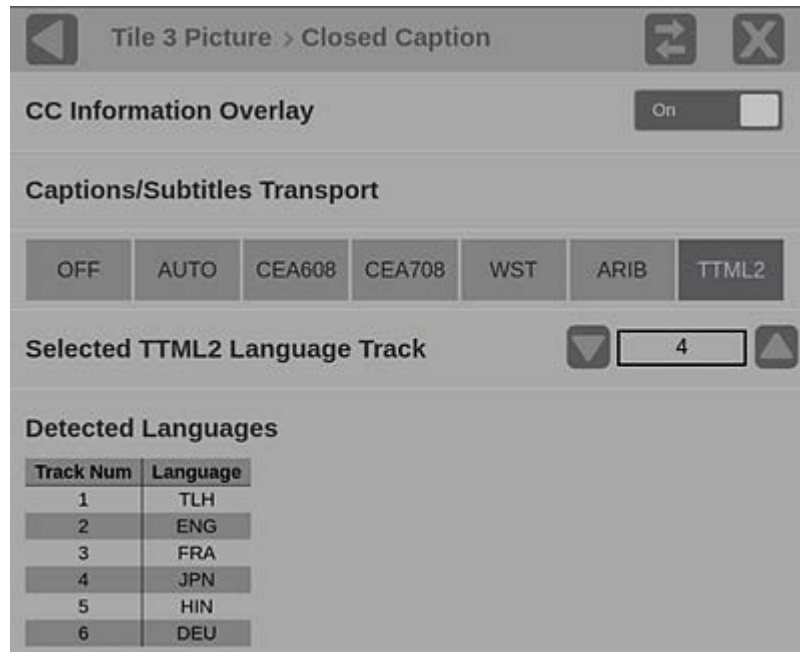 Tile 3 Picture > Closed Caption
CC Information Overlay
On
Captions/Subtitles Transport
OFF AUTO CEA608 CEA708 WST ARIB TTML2
Selected TTML2 Language Track
4
Detected Languages
Track Num Language
1 TLH
2 ENG
3 FRA
4 JPN
5 HIN
6 DEU